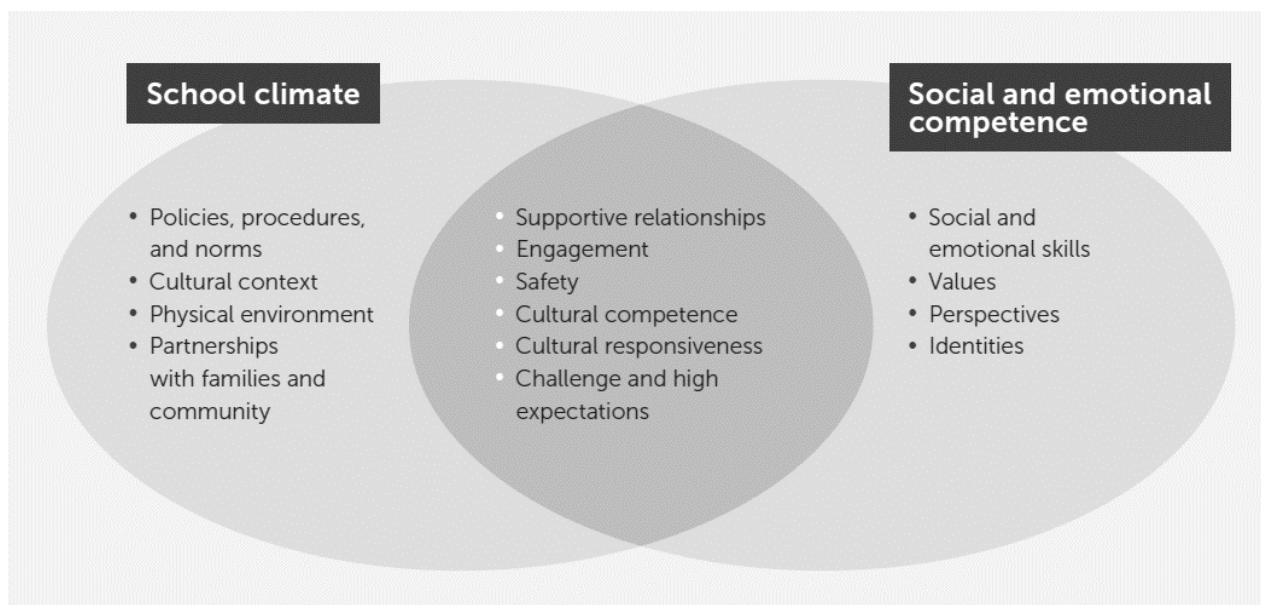 School climate
• Policies, procedures,
and norms
• Cultural context
• Physical environment
• Partnerships
with families and
community
• Supportive relationships
• Engagement
• Safety
• Cultural competence
• Cultural responsiveness
• Challenge and high
expectations
Social and emotional
competence
• Social and
emotional skills
• Values
• Perspectives
• Identities